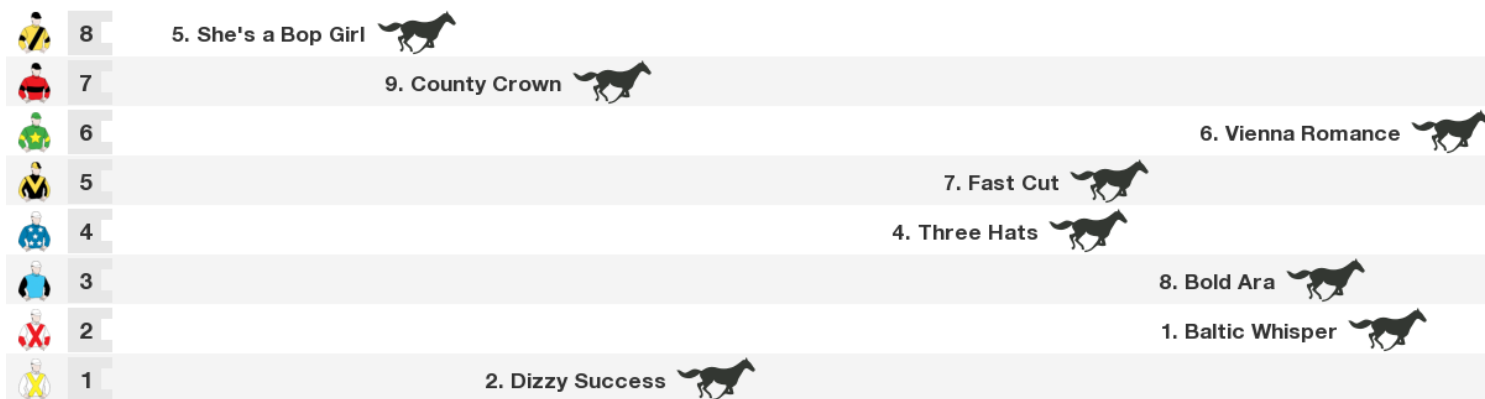 8 5. She's a Bop Girl
7 9. County Crown
6 6. Vienna Romance
5 7. Fast Cut
4 4. Three Hats
3 8. Bold Ara
2 1. Baltic Whisper
1 2. Dizzy Success